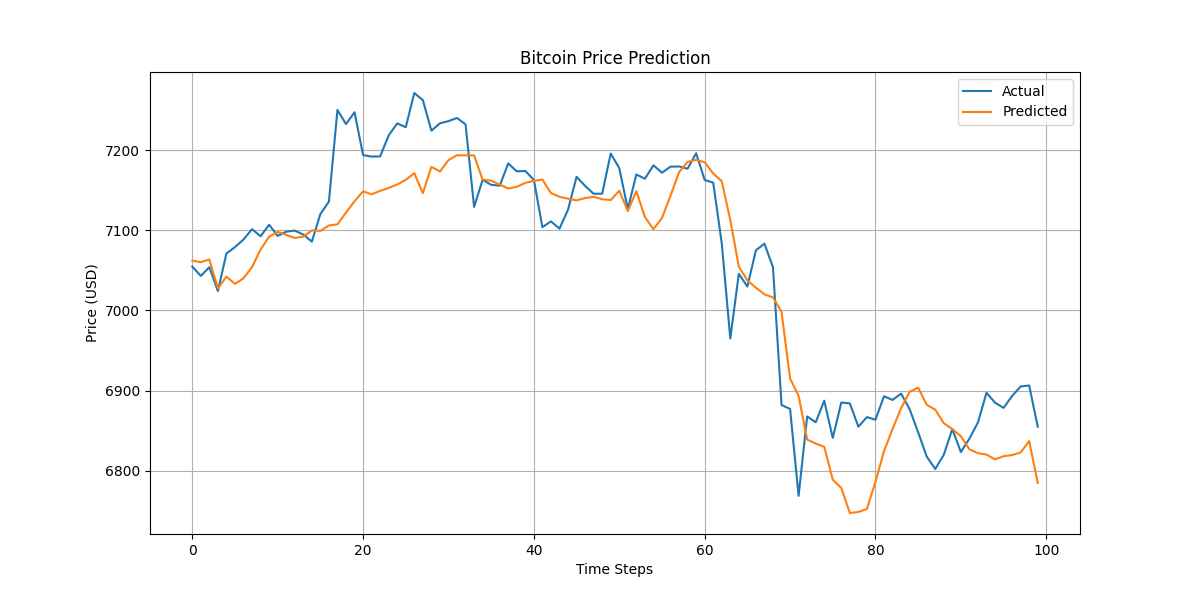 Bitcoin Price Prediction
Actual
Predicted
Price (USD)
7200
7100
7000
6900
6800
0 20 40 60 80 100
Time Steps